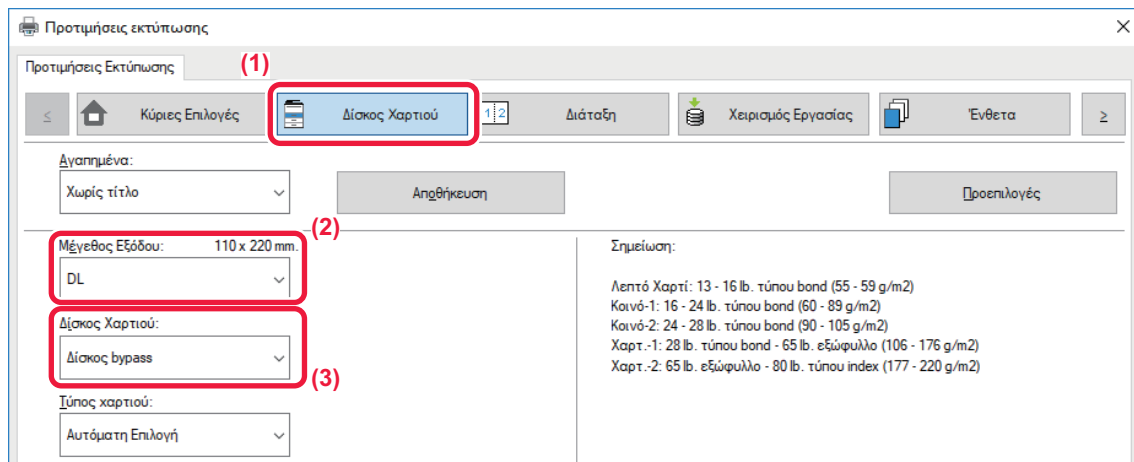 Προτιμήσεις εκτύπωσης
Προτιμήσεις Εκτύπωσης
(1)
<
Κύριες Επιλογές
Δίσκος Χαρτιού
1 2
Διάταξη
Χειρισμός Εργασίας
Ένθετα
>
Αγαπημένα:
Χωρίς τίτλο
Αποθήκευση
Προεπιλογές
(2)
Μέγεθος Εξόδου: 110 x 220 mm.
DL
Δίσκος Χαρτιού:
Δίσκος bypass
(3)
Τύπος χαρτιού:
Αυτόματη Επιλογή
Σημείωση:
Λεπτό Χαρτί: 13 - 16 lb. τύπου bond (55 - 59 g/m2)
Κοινό-1: 16 - 24 lb. τύπου bond (60 - 89 g/m2)
Κοινό-2: 24 - 28 lb. τύπου bond (90 - 105 g/m2)
Χαρτ.-1: 28 lb. τύπου bond - 65 lb. εξώφυλλο (106 - 176 g/m2)
Χαρτ.-2: 65 lb. εξώφυλλο - 80 lb. τύπου index (177 - 220 g/m2)